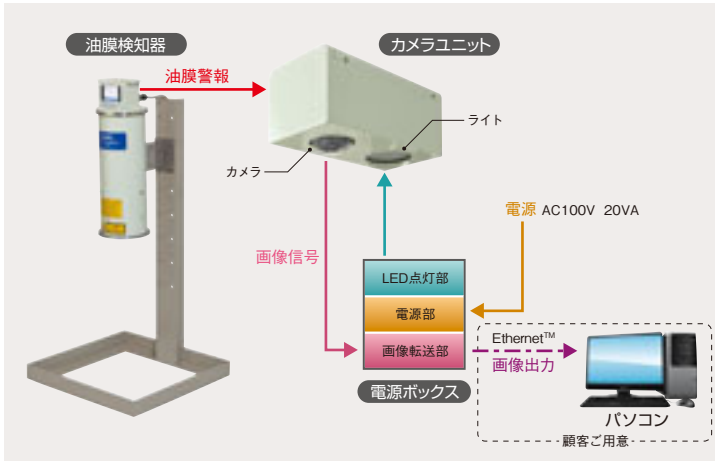 油膜検知器
カメラユニット
油膜警報
ライト
カメラ
電源 AC100V 20VA
画像信号
LED点灯部
電源部
画像転送部
Ethernet™
画像出力
電源ボックス
パソコン
顧客ご用意